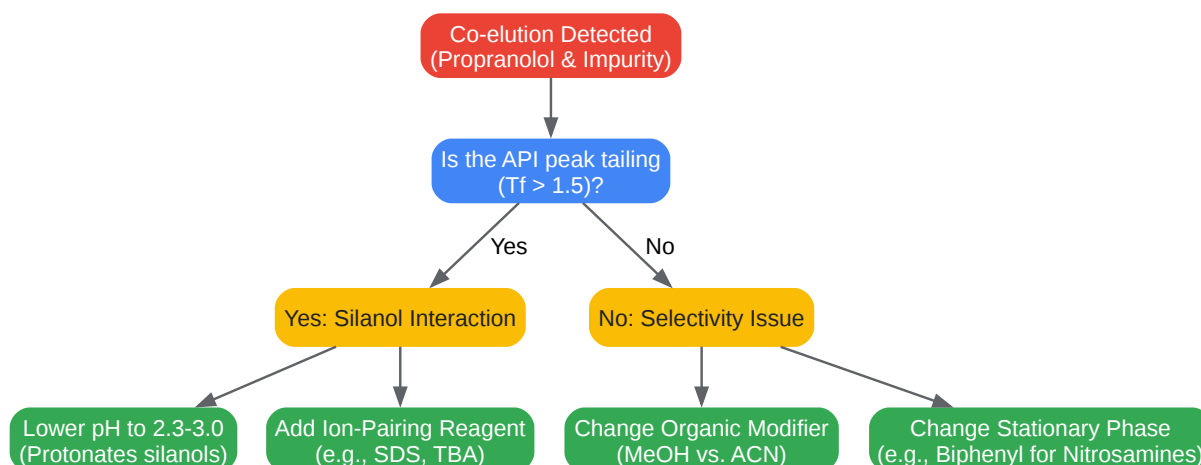 Co-elution Detected
(Propranolol & Impurity)
Is the API peak tailing
(Tf > 1.5)?
Yes
No
Yes: Silanol Interaction
No: Selectivity Issue
Lower pH to 2.3-3.0
(Protonates silanols)
Add Ion-Pairing Reagent
(e.g., SDS, TBA)
Change Organic Modifier
(MeOH vs. ACN)
Change Stationary Phase
(e.g., Biphenyl for Nitrosamines)